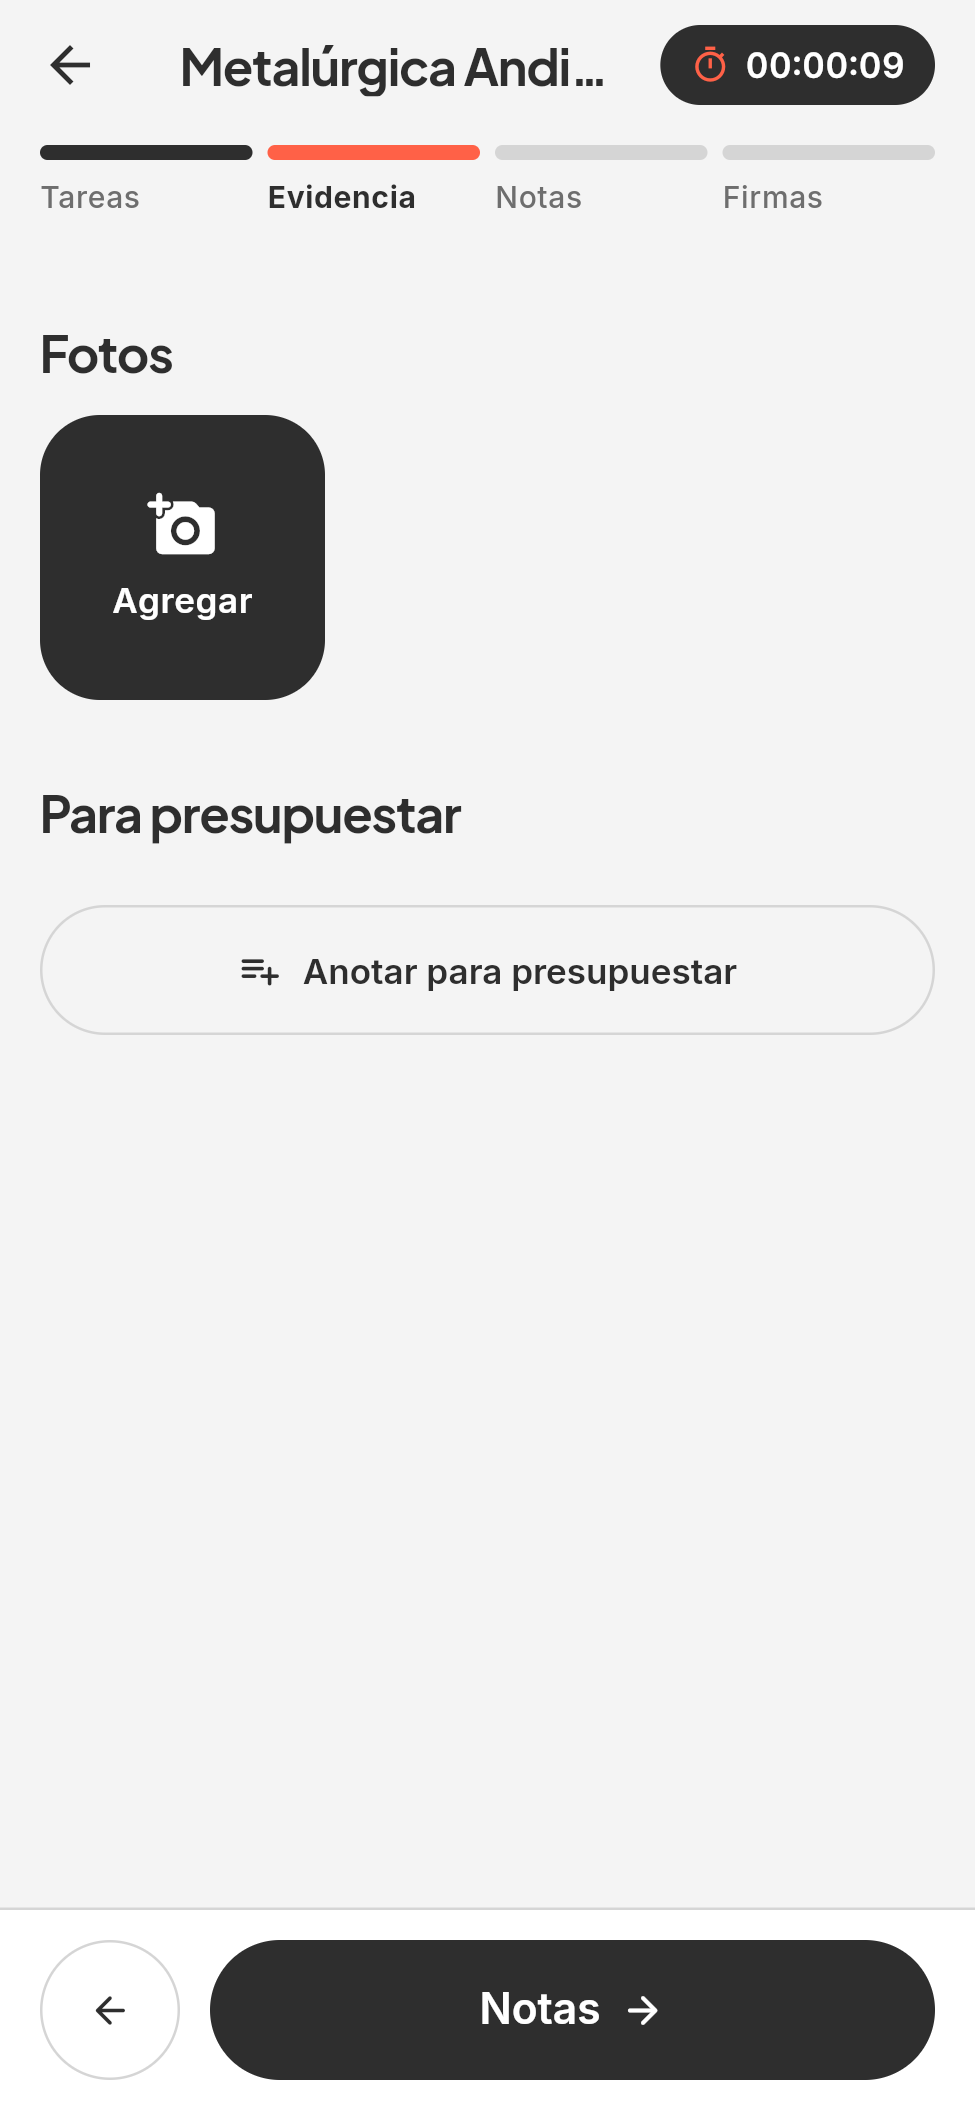 Metalúrgica Andi...
00:00:09
Tareas
Evidencia
Notas
Firmas
Fotos
Agregar
Para presupuestar
Anotar para presupuestar
Notas